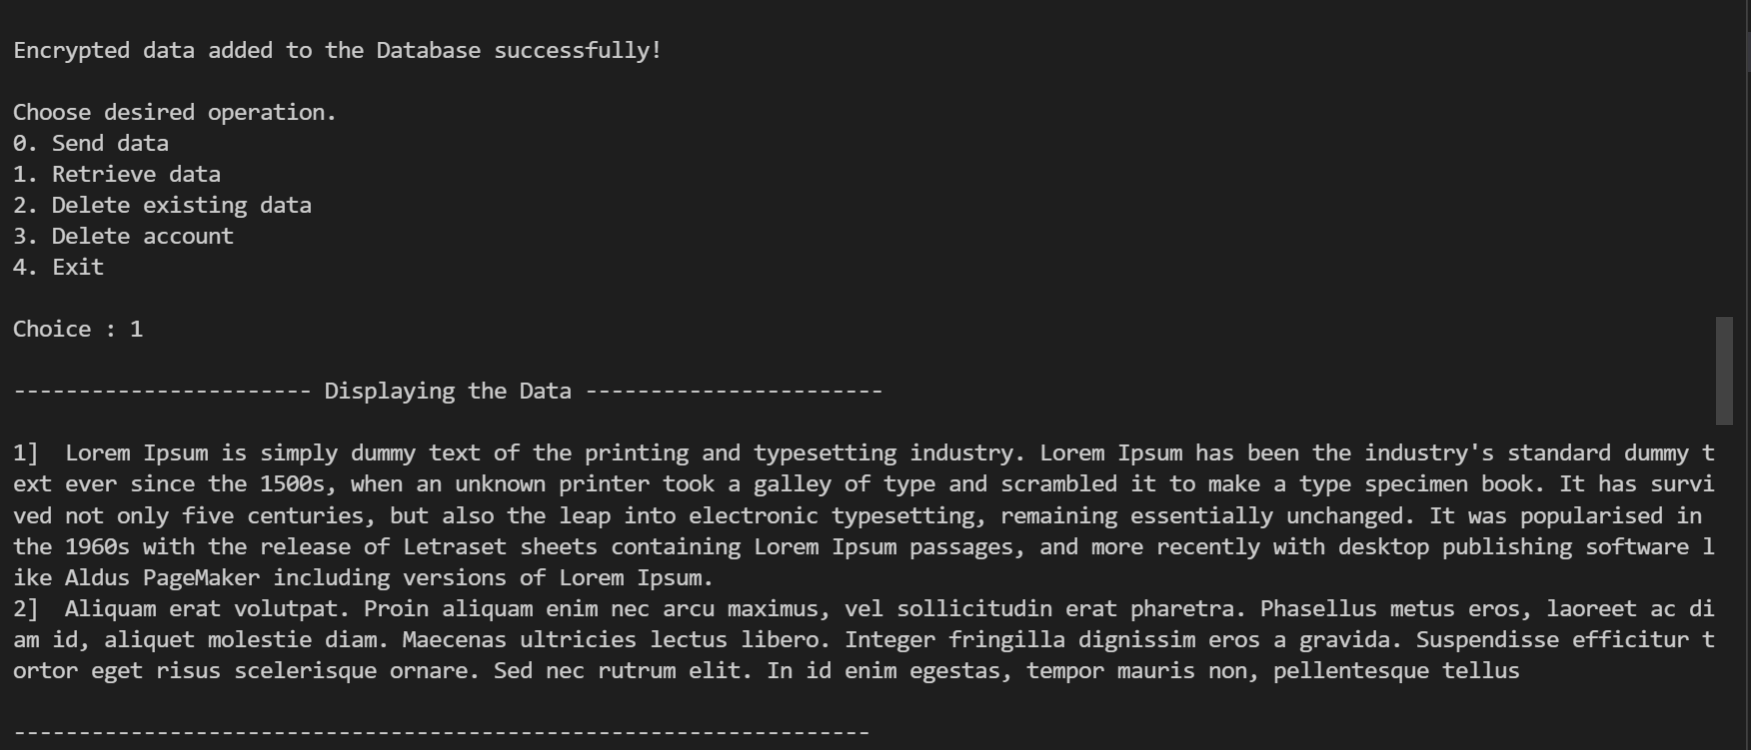 Encrypted data added to the Database successfully!
Choose desired operation.
0. Send data
1. Retrieve data
2. Delete existing data
3. Delete account
4. Exit
Choice : 1
----------------------- Displaying the Data -----------------------
1]  Lorem Ipsum is simply dummy text of the printing and typesetting industry. Lorem Ipsum has been the industry's standard dummy t
ext ever since the 1500s, when an unknown printer took a galley of type and scrambled it to make a type specimen book. It has survi
ved not only five centuries, but also the leap into electronic typesetting, remaining essentially unchanged. It was popularised in
the 1960s with the release of Letraset sheets containing Lorem Ipsum passages, and more recently with desktop publishing software l
ike Aldus PageMaker including versions of Lorem Ipsum.
2]  Aliquam erat volutpat. Proin aliquam enim nec arcu maximus, vel sollicitudin erat pharetra. Phasellus metus eros, laoreet ac di
am id, aliquet molestie diam. Maecenas ultricies lectus libero. Integer fringilla dignissim eros a gravida. Suspendisse efficitur t
ortor eget risus scelerisque ornare. Sed nec rutrum elit. In id enim egestas, tempor mauris non, pellentesque tellus
------------------------------------------------------------------